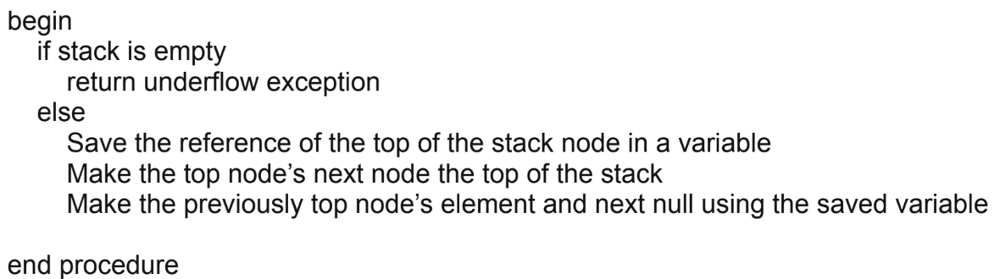 begin
if stack is empty
return underflow exception
else
Save the reference of the top of the stack node in a variable
Make the top node’s next node the top of the stack
Make the previously top node’s element and next null using the saved variable
end procedure